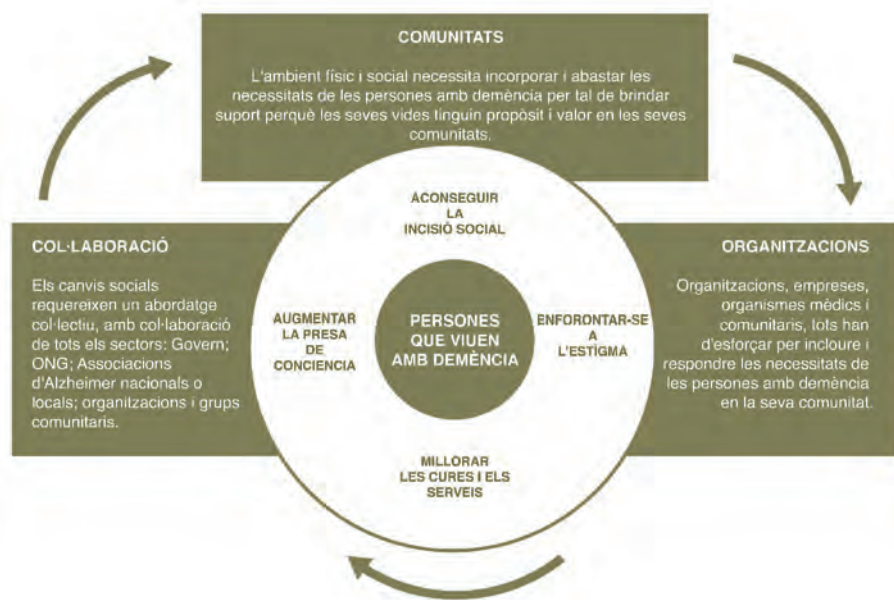 COMUNITATS
L'ambient físic i social necessita incorporar i abastar les
necessitats de les persones amb demència per tal de brindar
suport perquè les seves vides tinguin propòsit i valor en les seves
comunitats.
COL·LABORACIÓ
Els canvis socials
requereixen un abordatge
col·lectiu, amb col·laboració
de tots els sectors: Govern;
ONG; Associacions
d'Alzheimer nacionals o
locals; organitzacions i grups
comunitaris.
ACONSEGUIR
LA
INCISIÓ SOCIAL
AUGMENTAR
LA PRESA
DE
CONCIENCIA
PERSONES
QUE VIUEN
AMB DEMÈNCIA
ENFORONTAR-SE
A
L'ESTIGMA
MILLORAR
LES CURES I ELS
SERVEIS
ORGANITZACIONS
Organitzacions, empreses,
organismes mèdics i
comunitaris, tots han
d'esforçar per incloure i
respondre les necessitats de
les persones amb demència
en la seva comunitat.